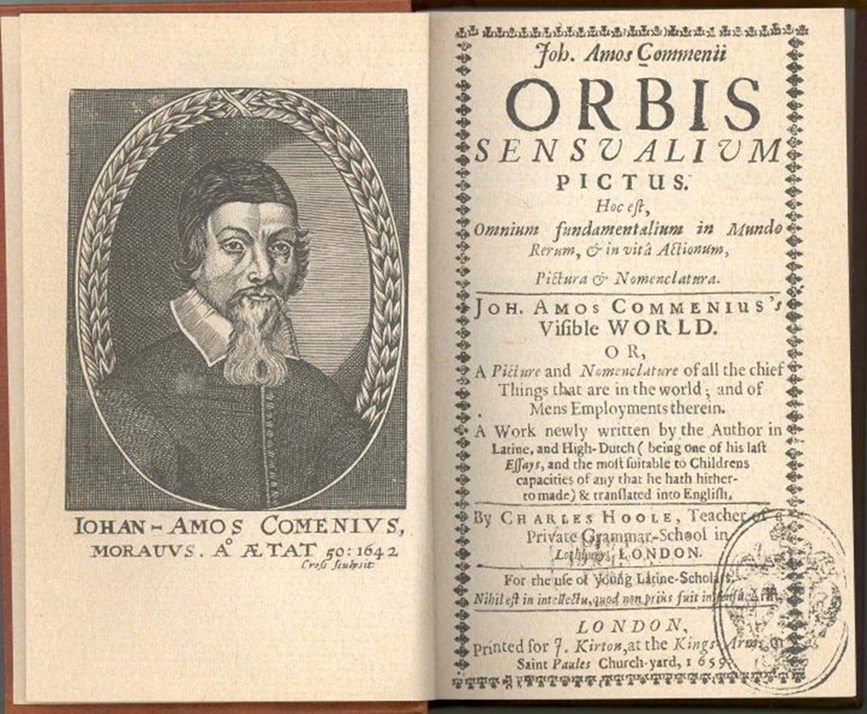 IOHAN-AMOS COMENIVS,
MORAUVS. A° ÆTAT 50: 1642
Cross sculpsit
Joh. Amos Commenii
ORBIS
SENSUALIUM
PICTUS.
Hoc eſt,
Omnium fundamentalium in Mundo
Rerum, & in vitâ Actionum,
Pictura & Nomenclatura.
JOH. AMOS COMMENIUS's
Viſible WORLD.
OR,
A Picture and Nomenclature of all the chief
Things that are in the world; and of
Mens Employments therein.
A Work newly written by the Author in
Latine, and High-Dutch (being one of his laſt
Eſſays, and the moſt ſuitable to Childrens
capacities of any that he hath hither-
to made) & tranſlated into Engliſh,
By CHARLES HOOLE, Teacher of a
Private Grammar-School in
Lothbury, LONDON.
For the uſe of young Latine-Scholars.
Nihil eſt in intellectu, quod non priùs fuit in ſenſu. Ariſt.
LONDON,
Printed for J. Kirton, at the Kings-Arms, in
Saint Paules Church-yard, 1659.